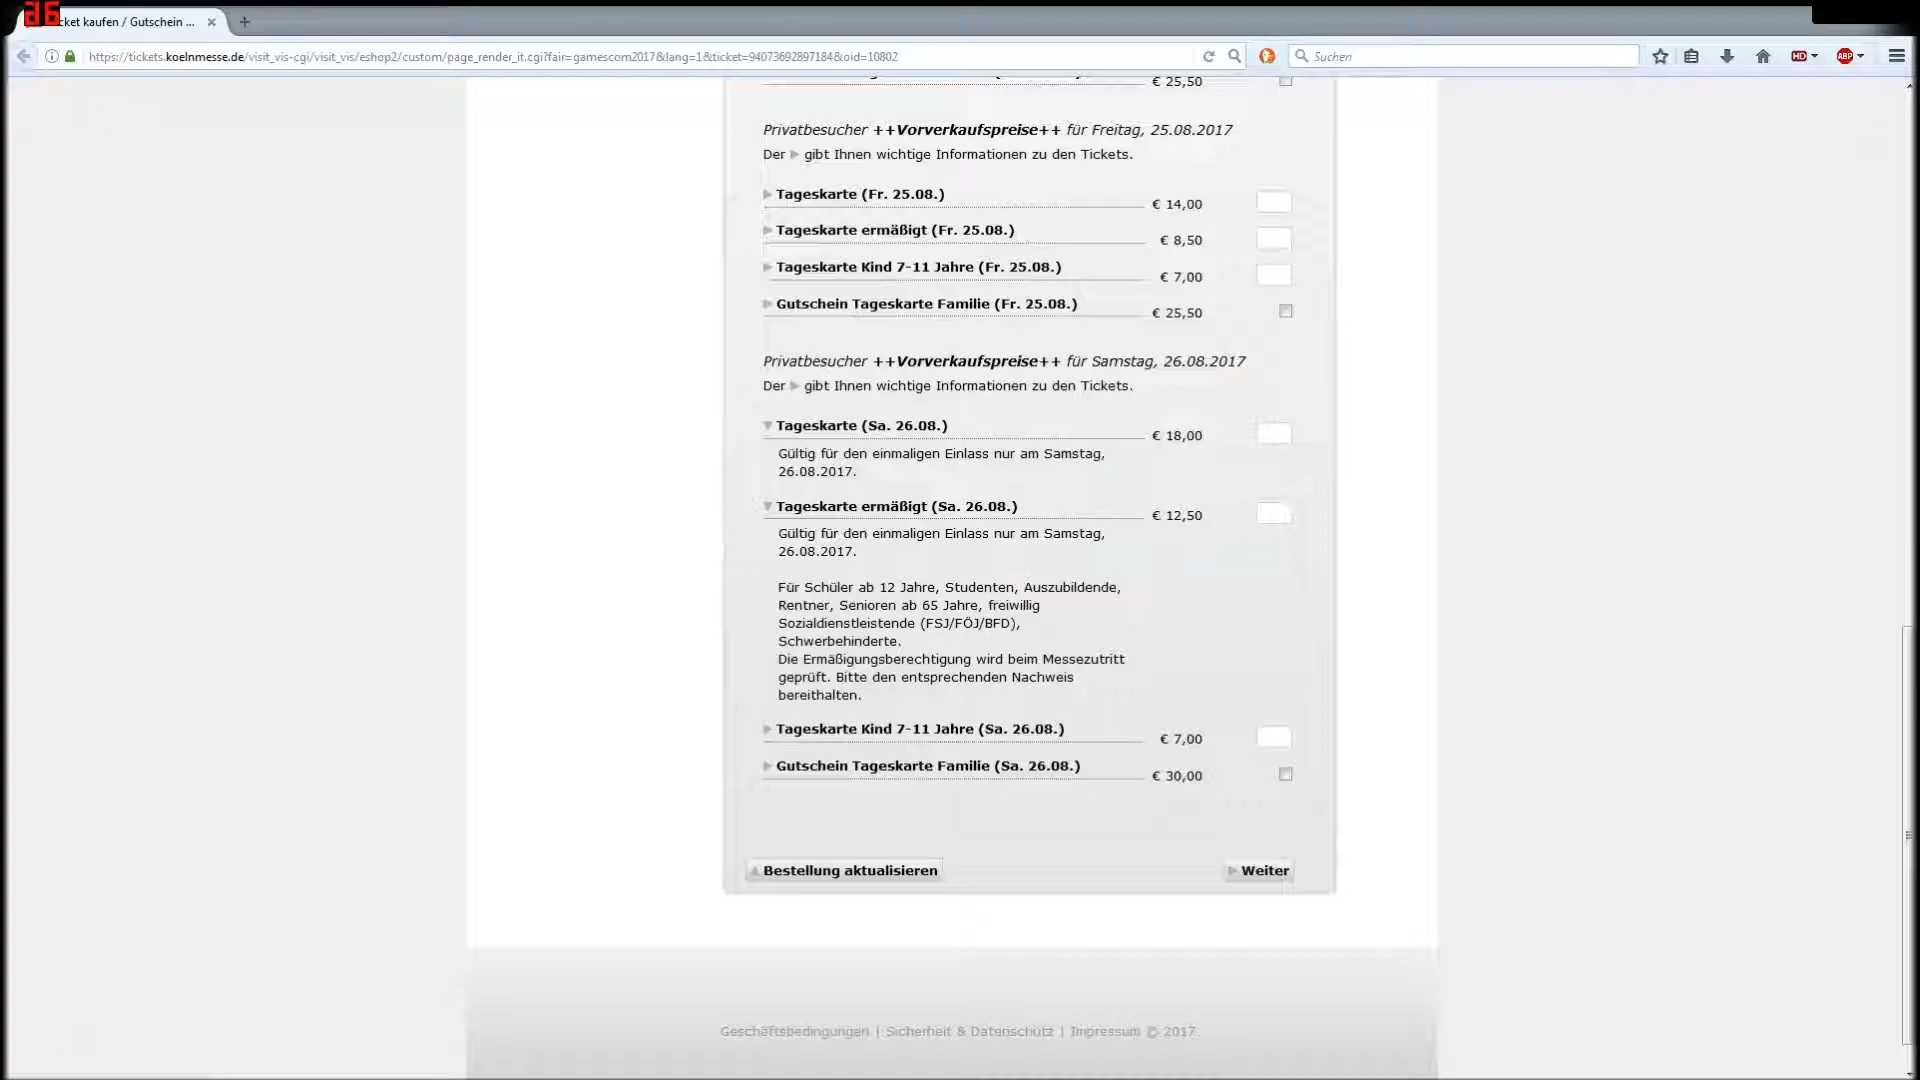 26
cket kaufen / Gutschein ...
https://tickets.koelnmesse.de/visit_vis-cgi/visit_vis/eshop2/custom/page_render_it.cgi?fair=gamescom2017&lang=1&ticket=94073692897184&oid=10802
Suchen
HD
ABP
€ 25,50
Privatbesucher ++Vorverkaufspreise++ für Freitag, 25.08.2017
Der ▶ gibt Ihnen wichtige Informationen zu den Tickets.
Tageskarte (Fr. 25.08.)
€ 14,00
Tageskarte ermäßigt (Fr. 25.08.)
€ 8,50
Tageskarte Kind 7-11 Jahre (Fr. 25.08.)
€ 7,00
Gutschein Tageskarte Familie (Fr. 25.08.)
€ 25,50
Privatbesucher ++Vorverkaufspreise++ für Samstag, 26.08.2017
Der ▶ gibt Ihnen wichtige Informationen zu den Tickets.
Tageskarte (Sa. 26.08.)
€ 18,00
Gültig für den einmaligen Einlass nur am Samstag,
26.08.2017.
Tageskarte ermäßigt (Sa. 26.08.)
€ 12,50
Gültig für den einmaligen Einlass nur am Samstag,
26.08.2017.
Für Schüler ab 12 Jahre, Studenten, Auszubildende,
Rentner, Senioren ab 65 Jahre, freiwillig
Sozialdienstleistende (FSJ/FÖJ/BFD),
Schwerbehinderte.
Die Ermäßigungsberechtigung wird beim Messezutritt
geprüft. Bitte den entsprechenden Nachweis
bereithalten.
Tageskarte Kind 7-11 Jahre (Sa. 26.08.)
€ 7,00
Gutschein Tageskarte Familie (Sa. 26.08.)
€ 30,00
Bestellung aktualisieren
Weiter
Geschäftsbedingungen | Sicherheit & Datenschutz | Impressum © 2017